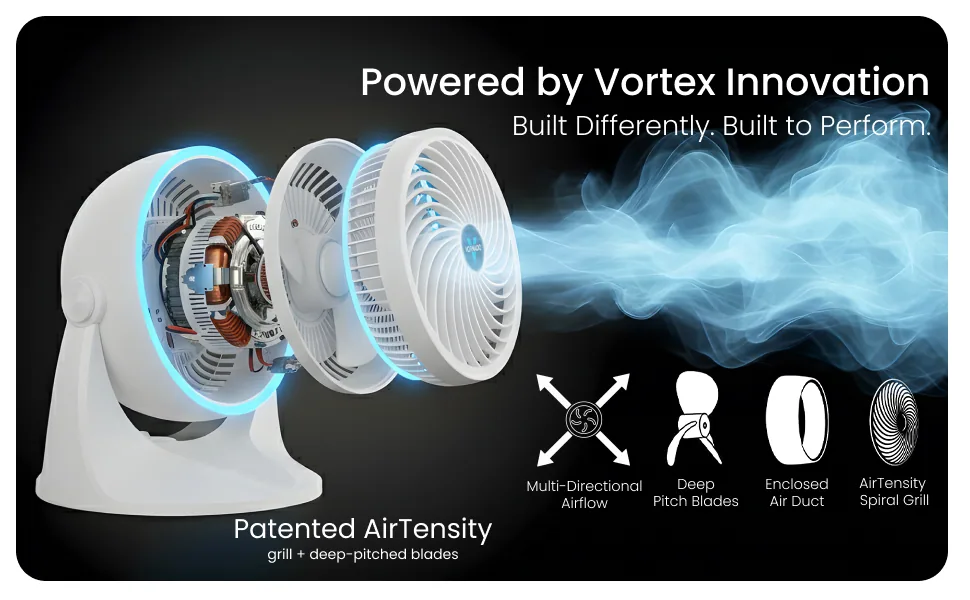 Powered by Vortex Innovation
Built Differently. Built to Perform.
Multi-Directional
Airflow
Deep
Pitch Blades
Enclosed
Air Duct
AirTensity
Spiral Grill
Patented AirTensity
grill + deep-pitched blades